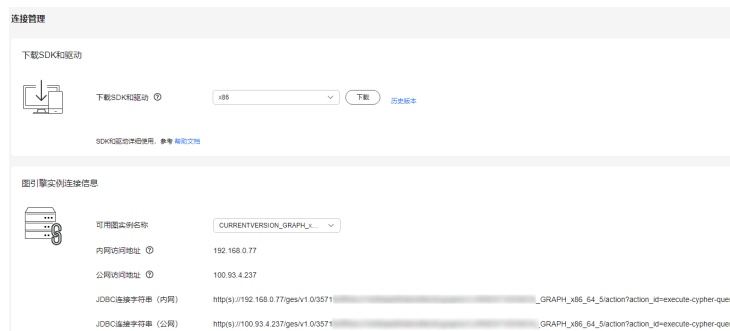 连接管理
下载SDK和驱动
下载SDK和驱动 ? x86 下载 历史版本
SDK和驱动详细使用，参考 帮助文档
图引擎实例连接信息
可用图实例名称 CURRENTVERSION_GRAPH_x...
内网访问地址 ? 192.168.0.77
公网访问地址 ? 100.93.4.237
JDBC连接字符串（内网） http(s)://192.168.0.77/ges/v1.0/3571 _GRAPH_x86_64_5/action?action_id=execute-cypher-que
JDBC连接字符串（公网） http(s)://100.93.4.237/ges/v1.0/3571 _GRAPH_x86_64_5/action?action_id=execute-cypher-que